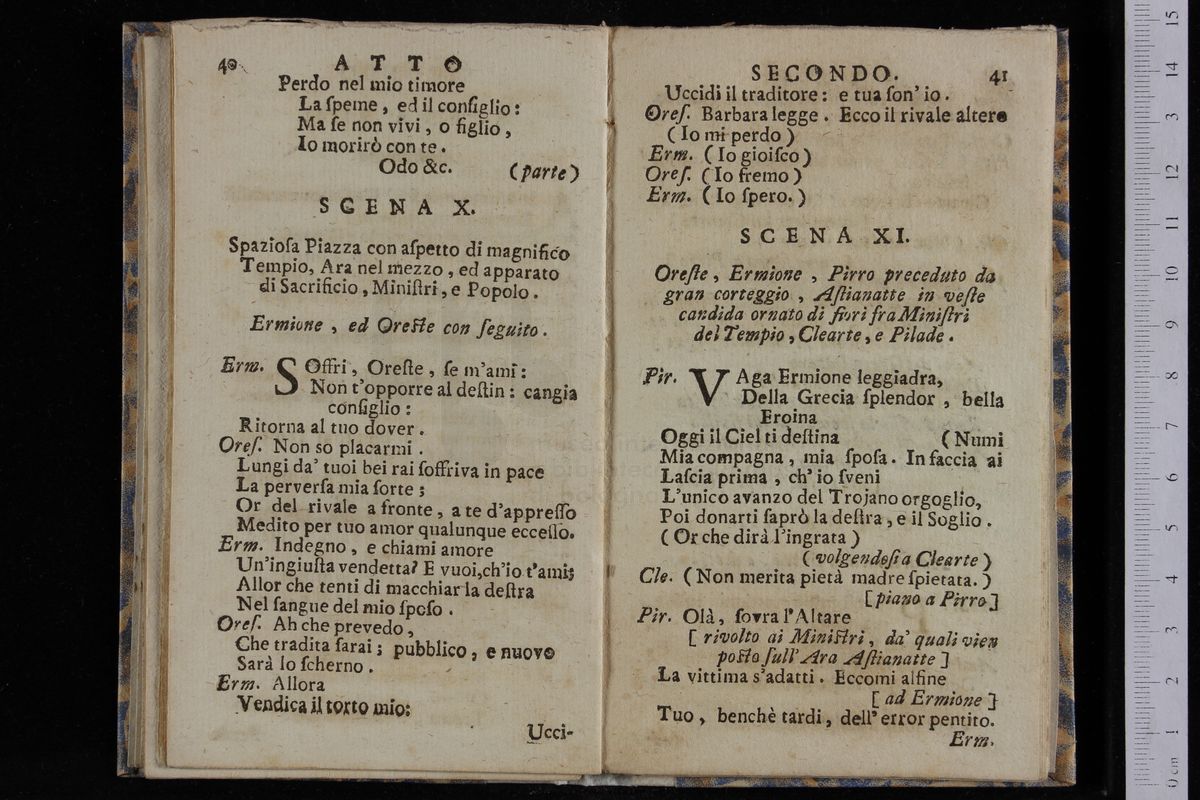 40 ATTO
Perdo nel mio timore
La ſpeme, ed il conſiglio:
Ma ſe non vivi, o figlio,
Io morirò con te.
Odo &c. (parte)
SCENA X.
Spazioſa Piazza con aſpetto di magnifico
Tempio, Ara nel mezzo, ed apparato
di Sacrificio, Miniſtri, e Popolo.
Ermione, ed Oreſte con ſeguito.
Erm. SOffri, Oreſte, ſe m'ami:
Non t'opporre al deſtin: cangia
conſiglio:
Ritorna al tuo dover.
Oreſ. Non so placarmi.
Lungi da' tuoi bei rai ſoffriva in pace
La perverſa mia ſorte;
Or del rivale a fronte, a te d'appreſſo
Medito per tuo amor qualunque ecceſſo.
Erm. Indegno, e chiami amore
Un'ingiuſta vendetta? E vuoi, ch'io t'ami;
Allor che tenti di macchiar la deſtra
Nel ſangue del mio ſpoſo.
Oreſ. Ah che prevedo,
Che tradita ſarai; pubblico, e nuovo
Sarà lo ſcherno.
Erm. Allora
Vendica il torto mio:
Ucci-
SECONDO. 41
Uccidi il traditore: e tua ſon' io.
Oreſ. Barbara legge. Ecco il rivale altero
(Io mi perdo)
Erm. (Io gioiſco)
Oreſ. (Io fremo)
Erm. (Io ſpero.)
SCENA XI.
Oreſte, Ermione, Pirro preceduto da
gran corteggio, Aſtianatte in veſte
candida ornato di fiori fra Miniſtri
del Tempio, Clearte, e Pilade.
Pir. VAga Ermione leggiadra,
Della Grecia ſplendor, bella
Eroina
Oggi il Ciel ti deſtina (Numi
Mia compagna, mia ſpoſa. In faccia ai
Laſcia prima, ch' io ſveni
L'unico avanzo del Trojano orgoglio,
Poi donarti ſaprò la deſtra, e il Soglio.
(Or che dirà l'ingrata)
(volgendoſi a Clearte)
Cle. (Non merita pietà madre ſpietata.)
[piano a Pirro]
Pir. Olà, ſovra l'Altare
[rivolto ai Miniſtri, da' quali vien
poſto ſull' Ara Aſtianatte]
La vittima s'adatti. Eccomi alfine
[ad Ermione]
Tuo, benchè tardi, dell' error pentito.
Erm.